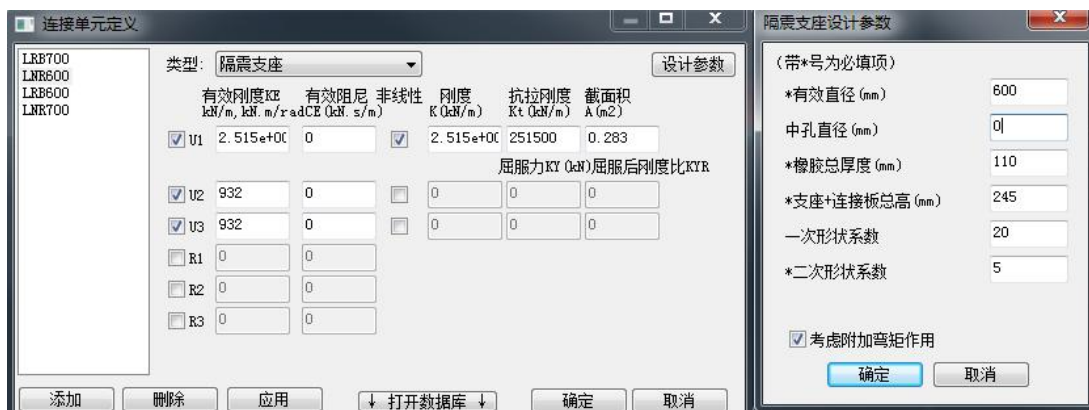 连接单元定义
LRB700
LNR600
LRB600
LNR700
类型: 隔震支座 设计参数
有效刚度KE 有效阻尼 非线性 刚度 抗拉刚度 截面积
kN/m,kN.m/radCE(kN.s/m) K(kN/m) Kt(kN/m) A(m2)
U1 2.515e+00 0 2.515e+00 251500 0.283
屈服力KY(kN)屈服后刚度比KYR
U2 932 0 0 0 0
U3 932 0 0 0 0
R1 0 0
R2 0 0
R3 0 0
添加 删除 应用 ↓ 打开数据库 ↓ 确定 取消
隔震支座设计参数
(带*号为必填项)
*有效直径(mm) 600
中孔直径(mm) 0
*橡胶总厚度(mm) 110
*支座+连接板总高(mm) 245
一次形状系数 20
*二次形状系数 5
考虑附加弯矩作用
确定 取消